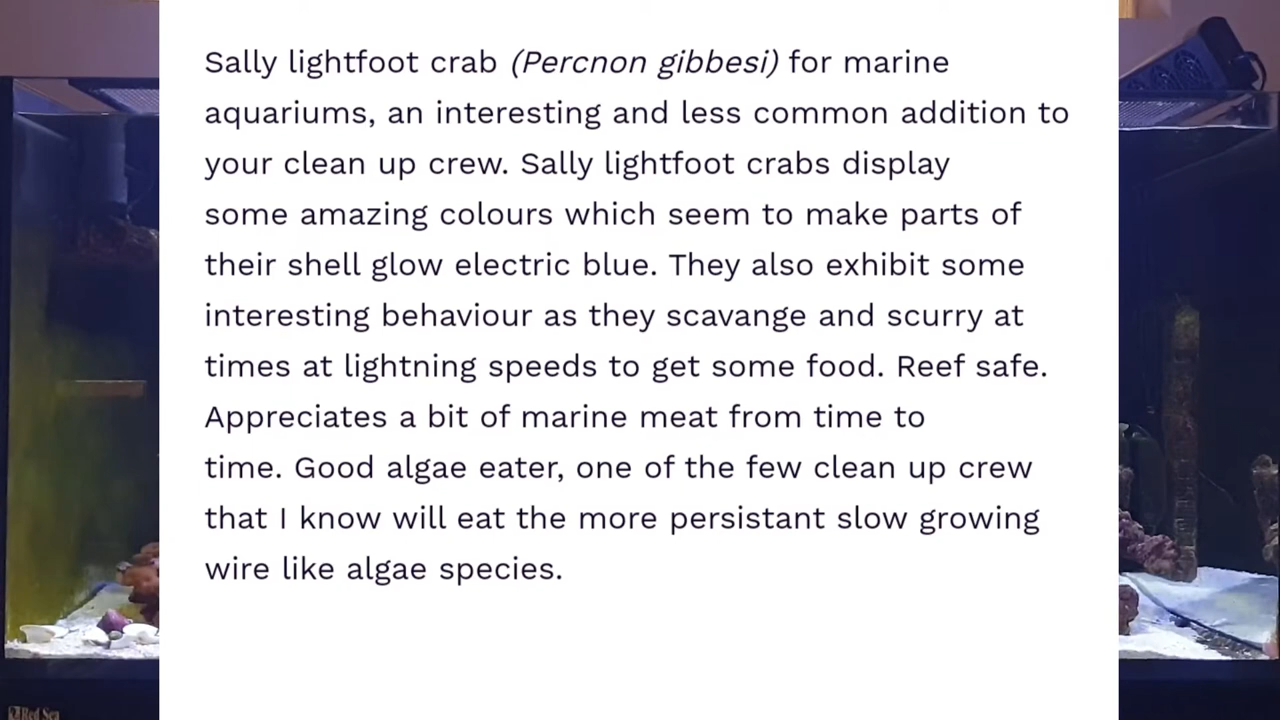 Sally lightfoot crab (Percnon gibbesi) for marine
aquariums, an interesting and less common addition to
your clean up crew. Sally lightfoot crabs display
some amazing colours which seem to make parts of
their shell glow electric blue. They also exhibit some
interesting behaviour as they scavange and scurry at
times at lightning speeds to get some food. Reef safe.
Appreciates a bit of marine meat from time to
time. Good algae eater, one of the few clean up crew
that I know will eat the more persistant slow growing
wire like algae species.
Red Sea